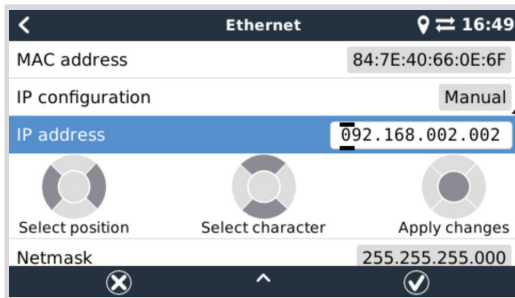 Ethernet 16:49
MAC address 84:7E:40:66:0E:6F
IP configuration Manual
IP address 092.168.002.002
Select position Select character Apply changes
Netmask 255.255.255.000